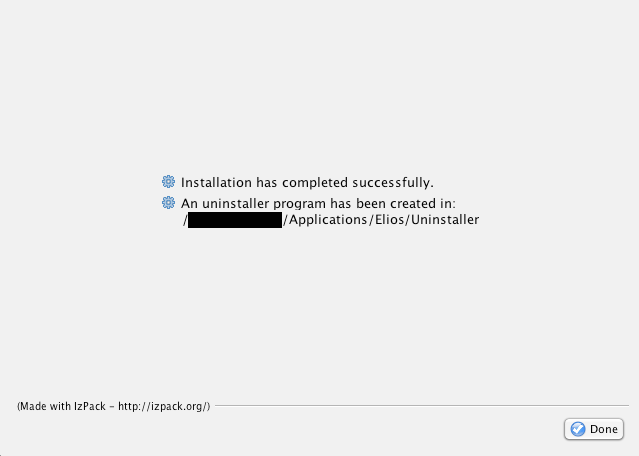 Installation has completed successfully.
An uninstaller program has been created in:
/ /Applications/Elios/Uninstaller
(Made with IzPack - http://izpack.org/)
Done